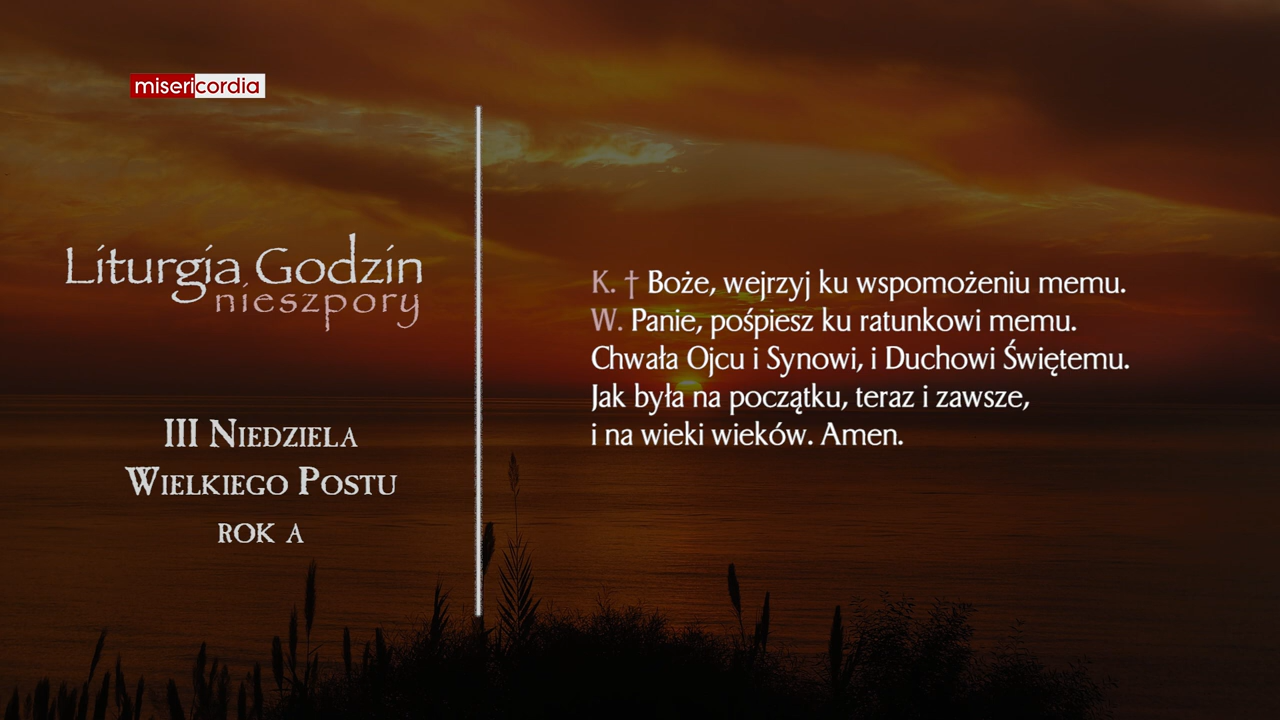 misericordia
Liturgia Godzin
nieszpory
III Niedziela
Wielkiego Postu
rok a
K. † Boże, wejrzyj ku wspomożeniu memu.
W. Panie, pośpiesz ku ratunkowi memu.
Chwała Ojcu i Synowi, i Duchowi Świętemu.
Jak była na początku, teraz i zawsze,
i na wieki wieków. Amen.